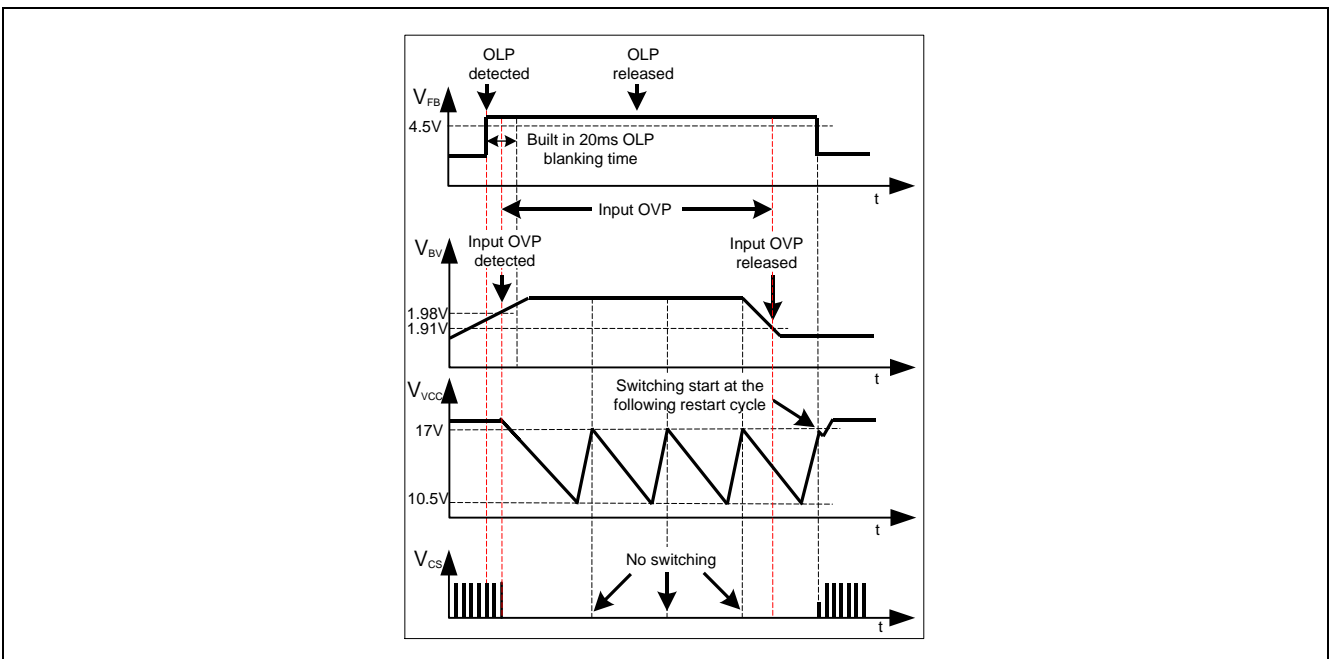 OLP
detected
OLP
released
VFB
4.5V
Built in 20ms OLP
blanking time
t
Input OVP
VBV
Input OVP
detected
Input OVP
released
1.98V
1.91V
t
VVCC
Switching start at the
following restart cycle
17V
10.5V
t
VCS
No switching
t